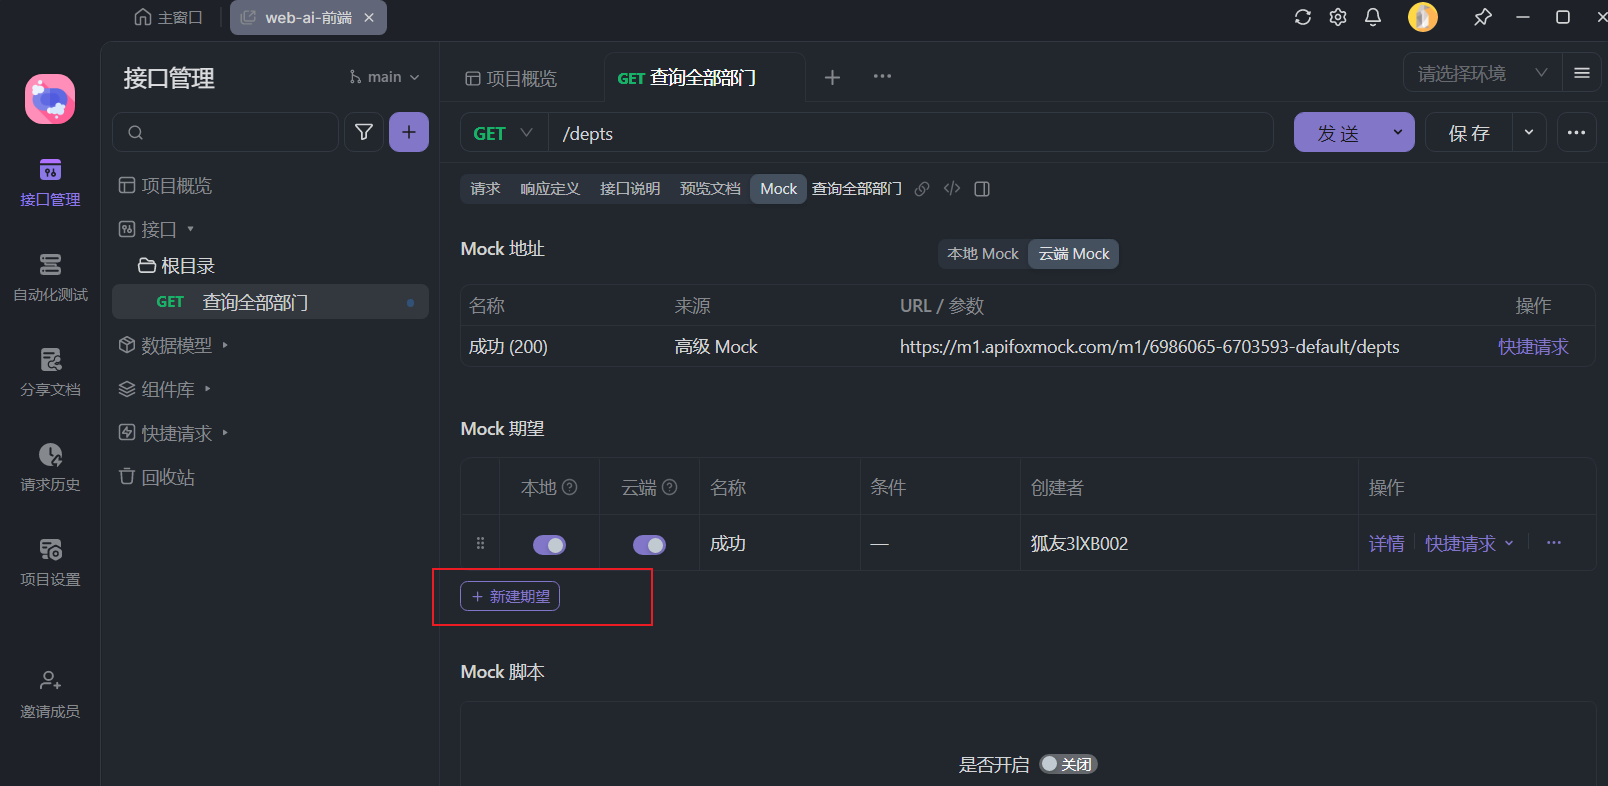 主窗口
web-ai-前端
接口管理
main
项目概览
GET 查询全部部门
请选择环境
GET
/depts
发 送
保 存
请求
响应定义
接口说明
预览文档
Mock
查询全部部门
接口管理
自动化测试
分享文档
请求历史
项目设置
邀请成员
项目概览
接口
根目录
GET 查询全部部门
数据模型
组件库
快捷请求
回收站
Mock 地址
本地 Mock
云端 Mock
名称 来源 URL / 参数 操作
成功 (200) 高级 Mock https://m1.apifoxmock.com/m1/6986065-6703593-default/depts 快捷请求
Mock 期望
本地 云端 名称 条件 创建者 操作
成功 — 狐友3lXB002 详情 快捷请求
+ 新建期望
Mock 脚本
是否开启 关闭